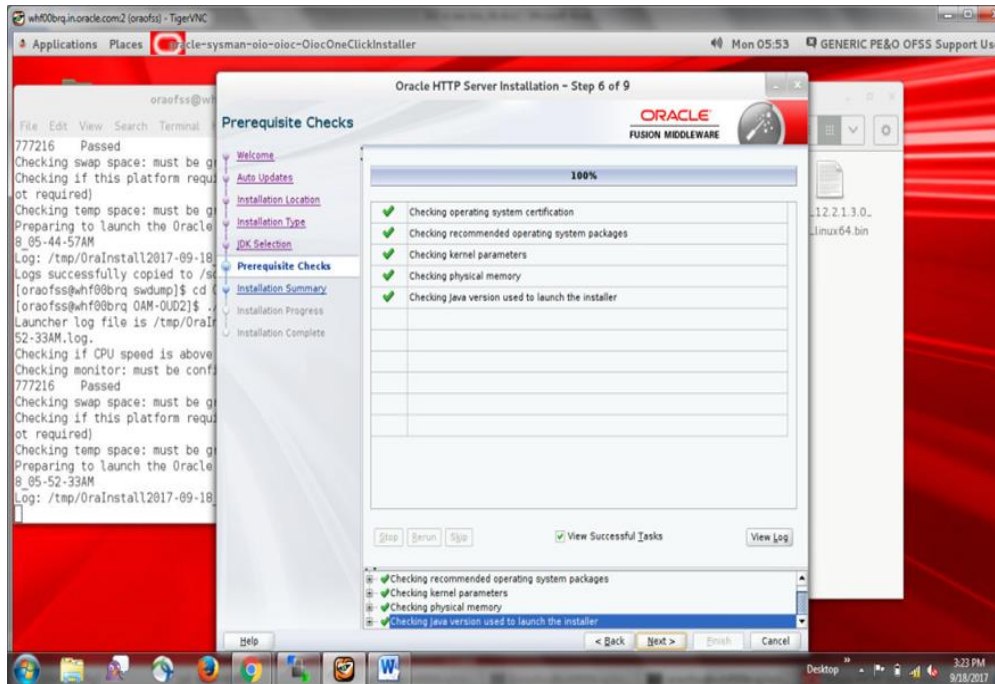 whf00brq.in.oracle.com:2 (oraofss) - TigerVNC
Applications Places oracle-sysman-oio-oioc-OiocOneClickInstaller
Mon 05:53 GENERIC PE&O OFSS Support Us
oraofss@wh
File Edit View Search Terminal
777216 Passed
Checking swap space: must be g
Checking if this platform requi
ot required)
Checking temp space: must be g
Preparing to launch the Oracle
8_05-44-57AM
Log: /tmp/OraInstall2017-09-18
Logs successfully copied to /s
[oraofss@whf00brq swdump]$ cd
[oraofss@whf00brq OAM-OUD2]$ ./
Launcher log file is /tmp/OraI
52-33AM.log.
Checking if CPU speed is above
Checking monitor: must be conf
777216 Passed
Checking swap space: must be g
Checking if this platform requi
ot required)
Checking temp space: must be g
Preparing to launch the Oracle
8_05-52-33AM
Log: /tmp/OraInstall2017-09-18
Oracle HTTP Server Installation - Step 6 of 9
Prerequisite Checks
ORACLE
FUSION MIDDLEWARE
Welcome
Auto Updates
Installation Location
Installation Type
JDK Selection
Prerequisite Checks
Installation Summary
Installation Progress
Installation Complete
100%
Checking operating system certification
Checking recommended operating system packages
Checking kernel parameters
Checking physical memory
Checking Java version used to launch the installer
Stop Rerun Skip View Successful Tasks View Log
Checking recommended operating system packages
Checking kernel parameters
Checking physical memory
Checking Java version used to launch the installer
Help < Back Next > Finish Cancel
_12.2.1.3.0_
_linux64.bin
Desktop
3:23 PM
9/18/2017